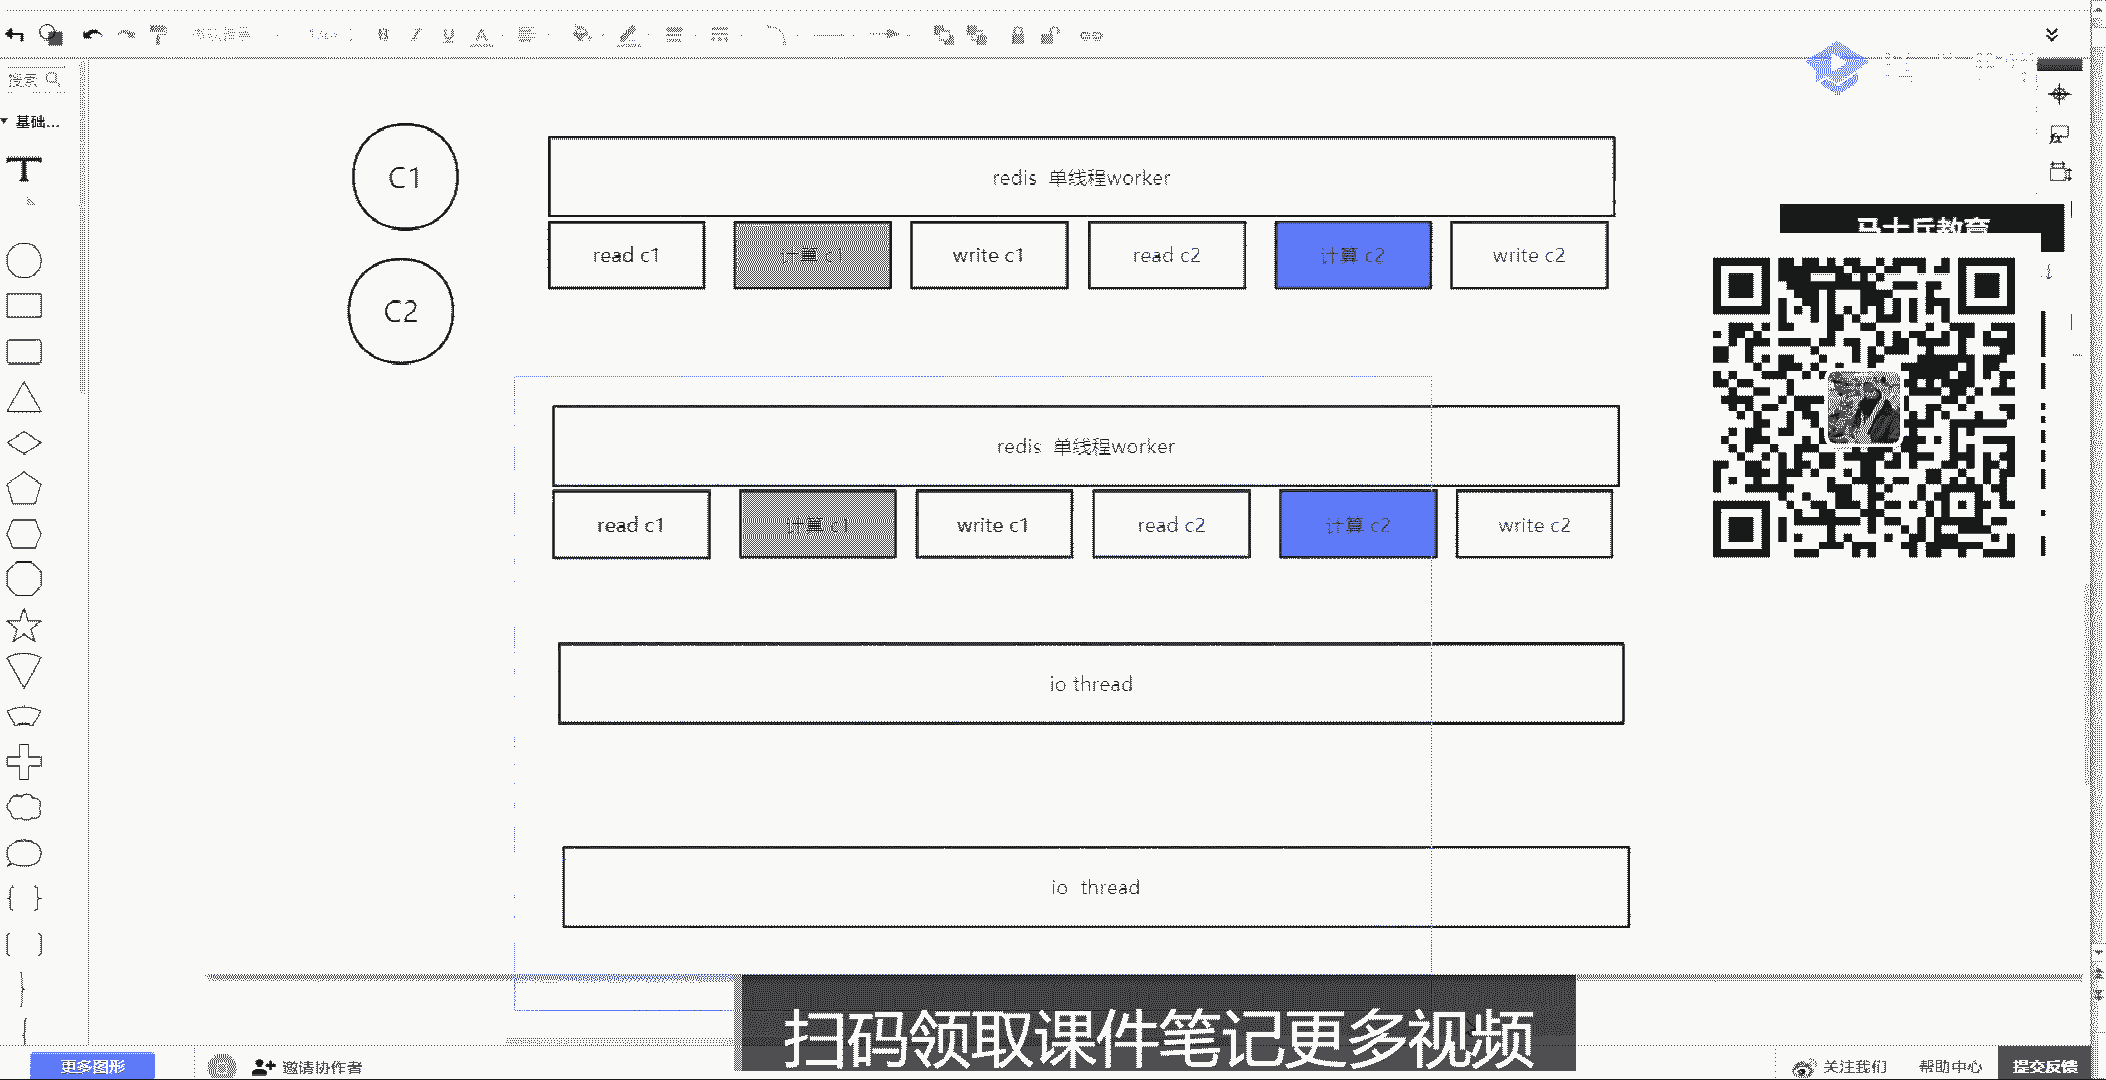 搜索
基础...
T
C1
redis 单线程worker
马士兵教育
read c1
计算 c1
write c1
read c2
计算 c2
write c2
C2
redis 单线程worker
read c1
计算 c1
write c1
read c2
计算 c2
write c2
io thread
io thread
扫码领取课件笔记更多视频
更多图形
邀请协作者
关注我们
帮助中心
提交反馈